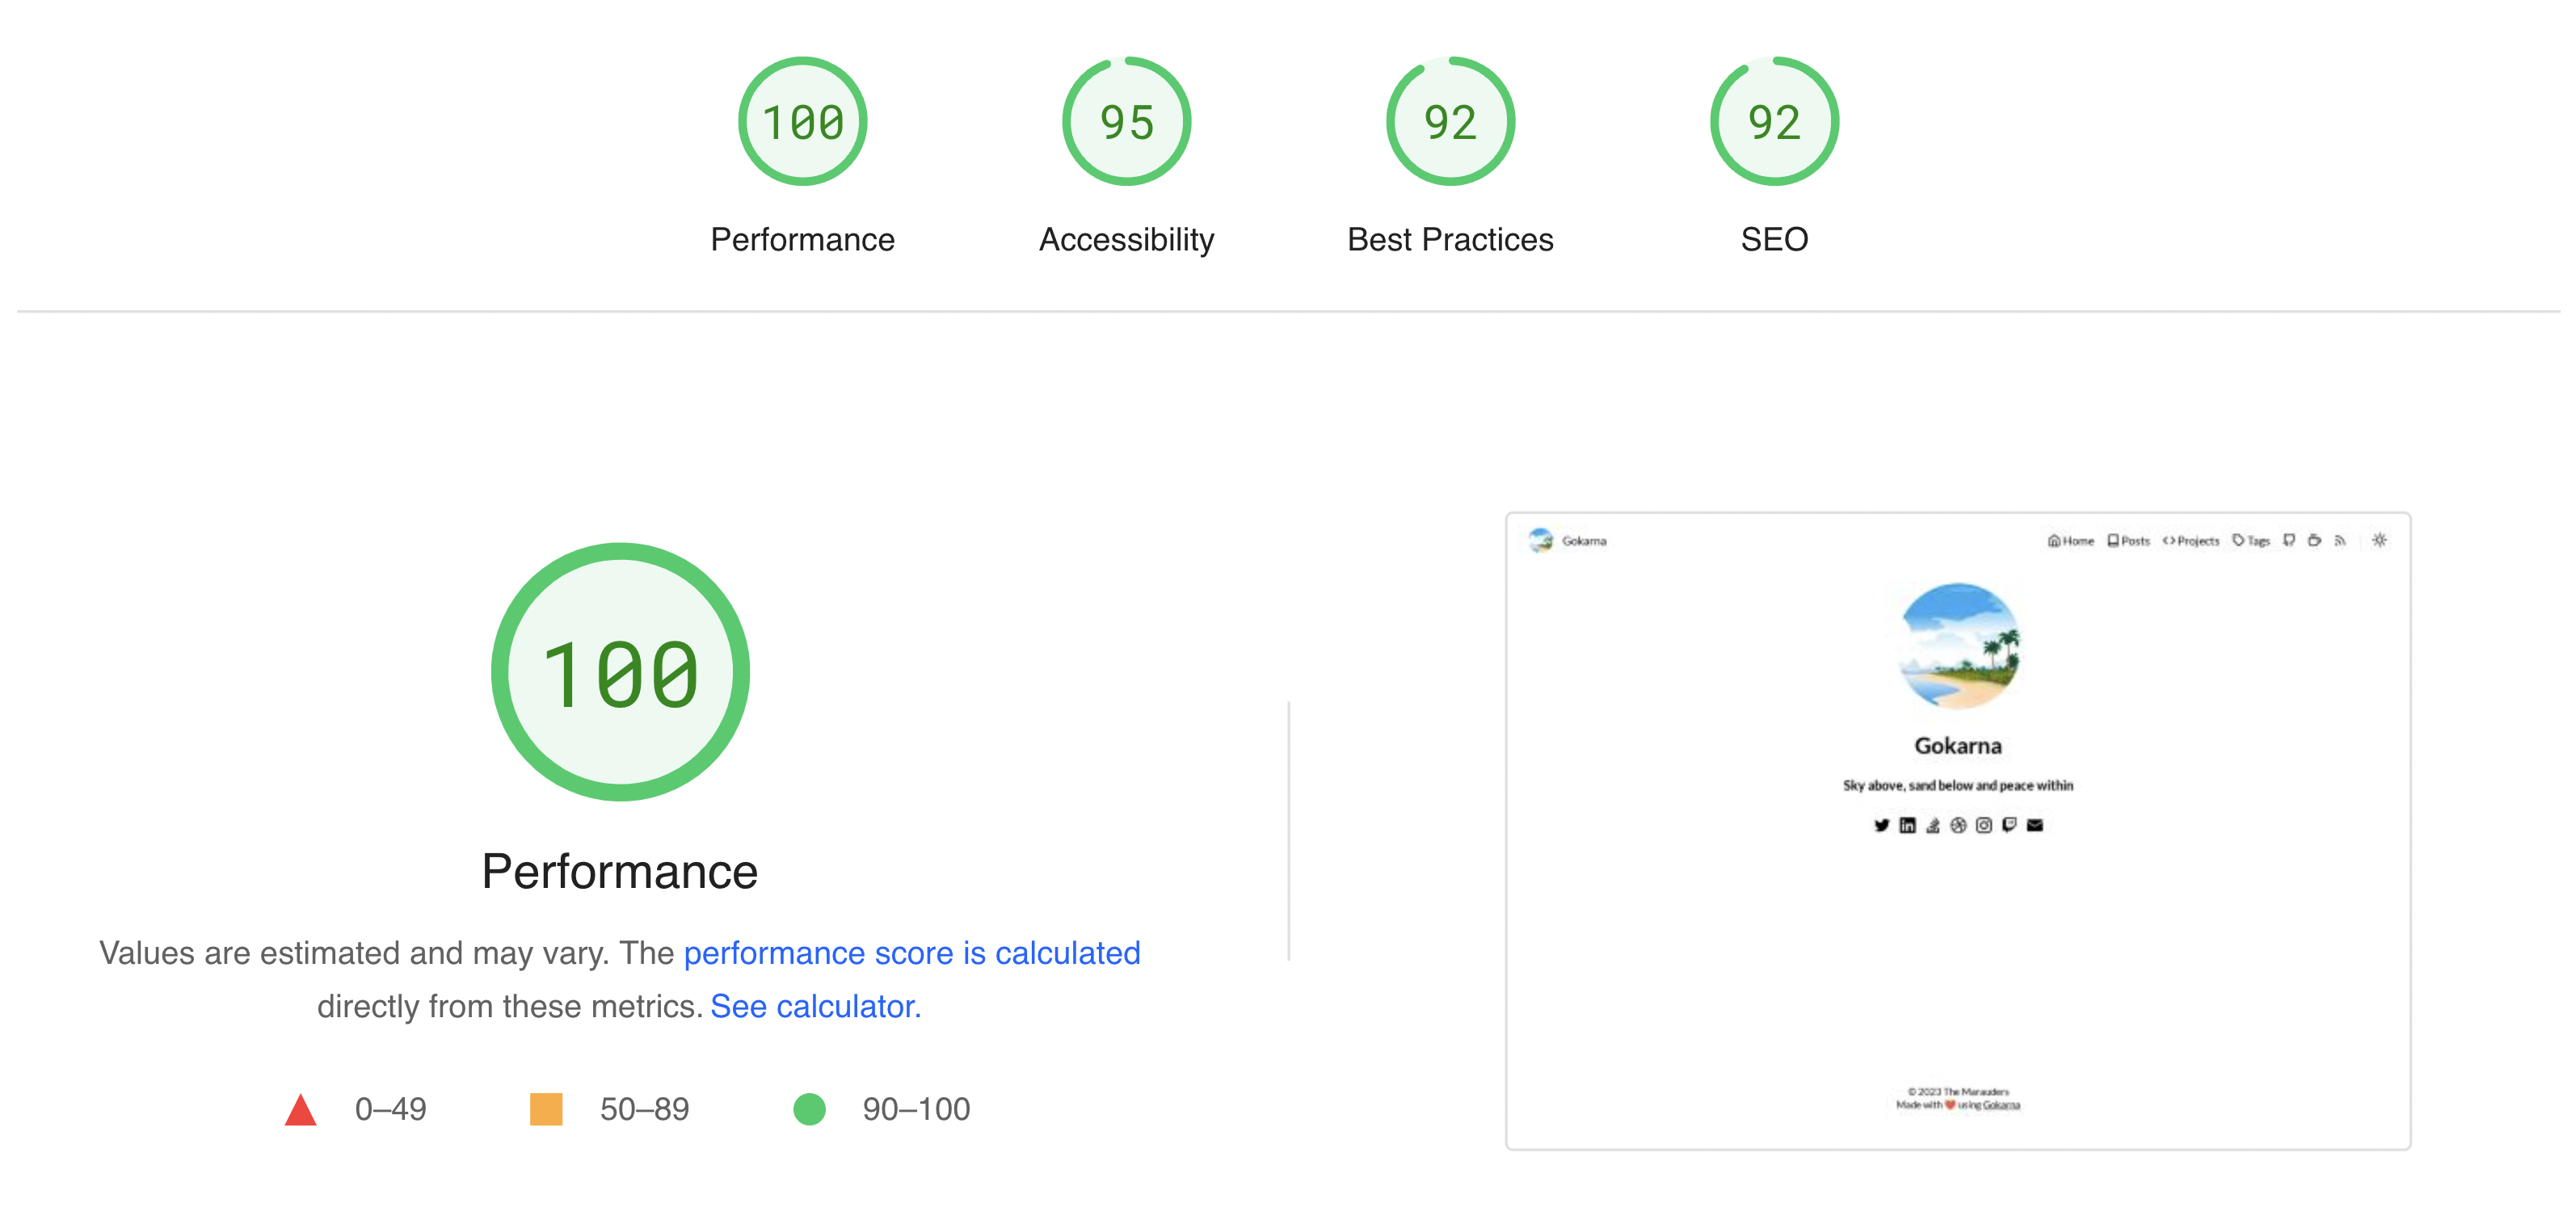 100 95 92 92
Performance Accessibility Best Practices SEO
100
Performance
Values are estimated and may vary. The performance score is calculated
directly from these metrics. See calculator.
0–49 50–89 90–100
Gokarna Home Posts Projects Tags
Gokarna
Sky above, sand below and peace within
© 2023 The Marauders
Made with ❤️ using Gokarna